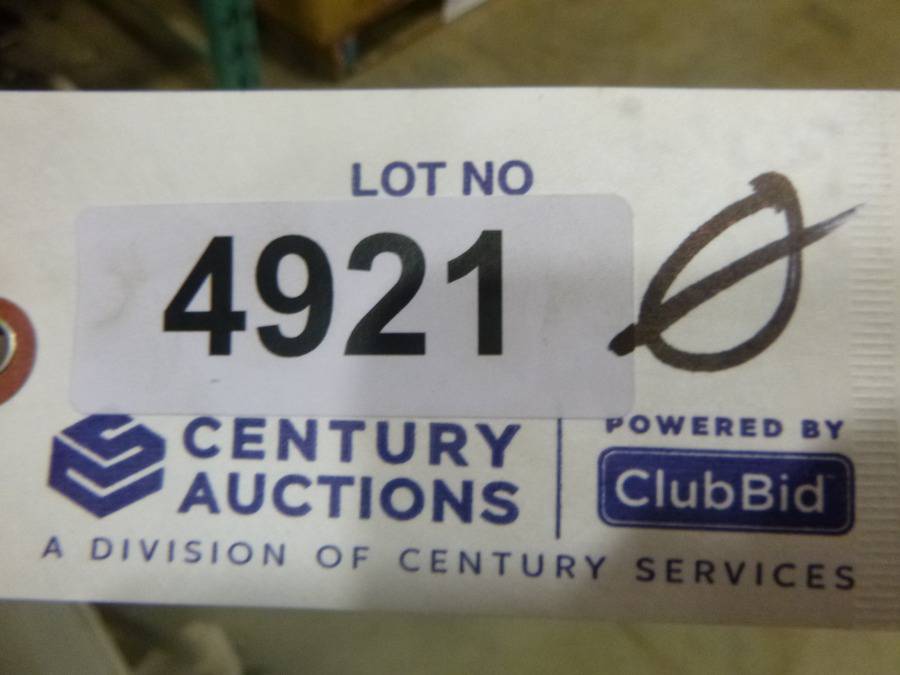 LOT NO
4921 Ø
CENTURY
AUCTIONS
POWERED BY
ClubBid
A DIVISION OF CENTURY SERVICES